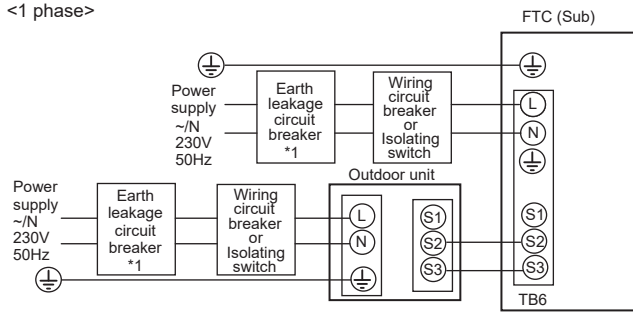 <1 phase>
FTC (Sub)
Power
supply
~/N
230V
50Hz
Earth
leakage
circuit
breaker
*1
Wiring
circuit
breaker
or
Isolating
switch
L
N
S1
S2
S3
TB6
Outdoor unit
Power
supply
~/N
230V
50Hz
Earth
leakage
circuit
breaker
*1
Wiring
circuit
breaker
or
Isolating
switch
L
N
S1
S2
S3